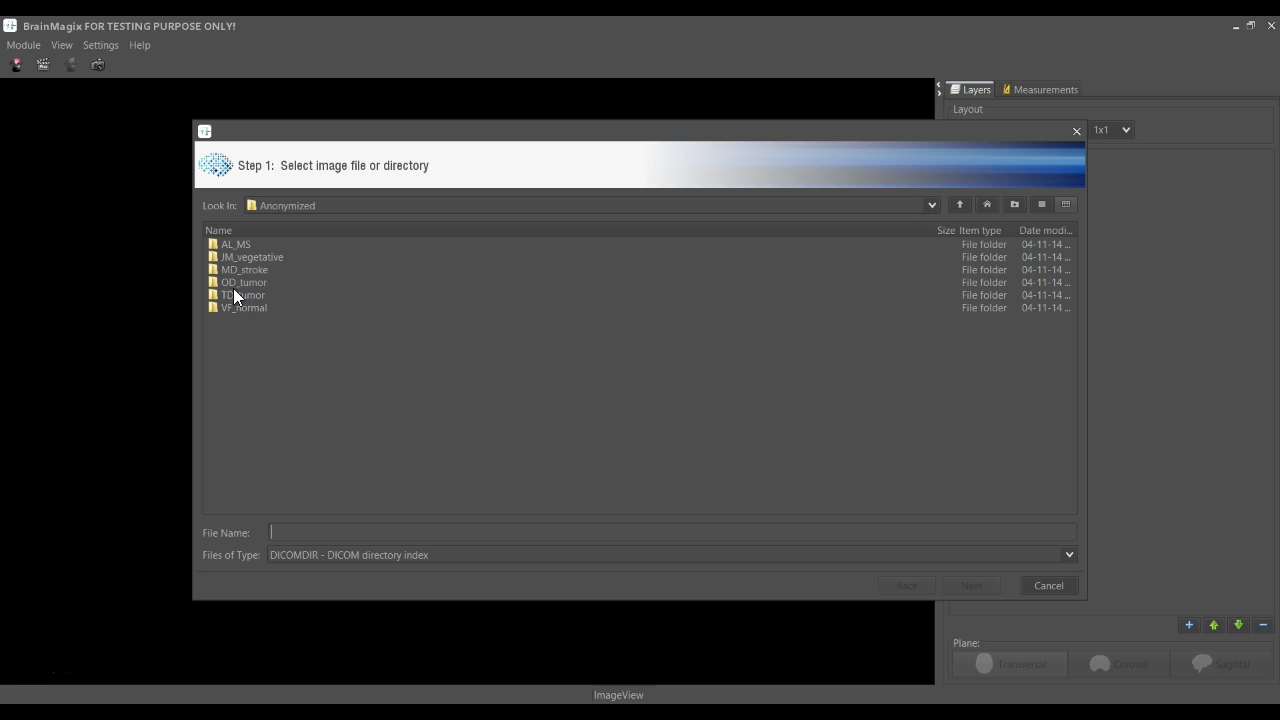 BrainMagix FOR TESTING PURPOSE ONLY!
Module View Settings Help
Layers Measurements
Layout
1x1
Step 1: Select image file or directory
Look In: Anonymized
Name Size Item type Date modi...
AL_MS File folder 04-11-14 ...
JM_vegetative File folder 04-11-14 ...
MD_stroke File folder 04-11-14 ...
OD_tumor File folder 04-11-14 ...
File folder 04-11-14 ...
VF_normal File folder 04-11-14 ...
File Name:
Files of Type: DICOMDIR - DICOM directory index
Back Next Cancel
Plane:
Transversal Coronal Sagittal
ImageView